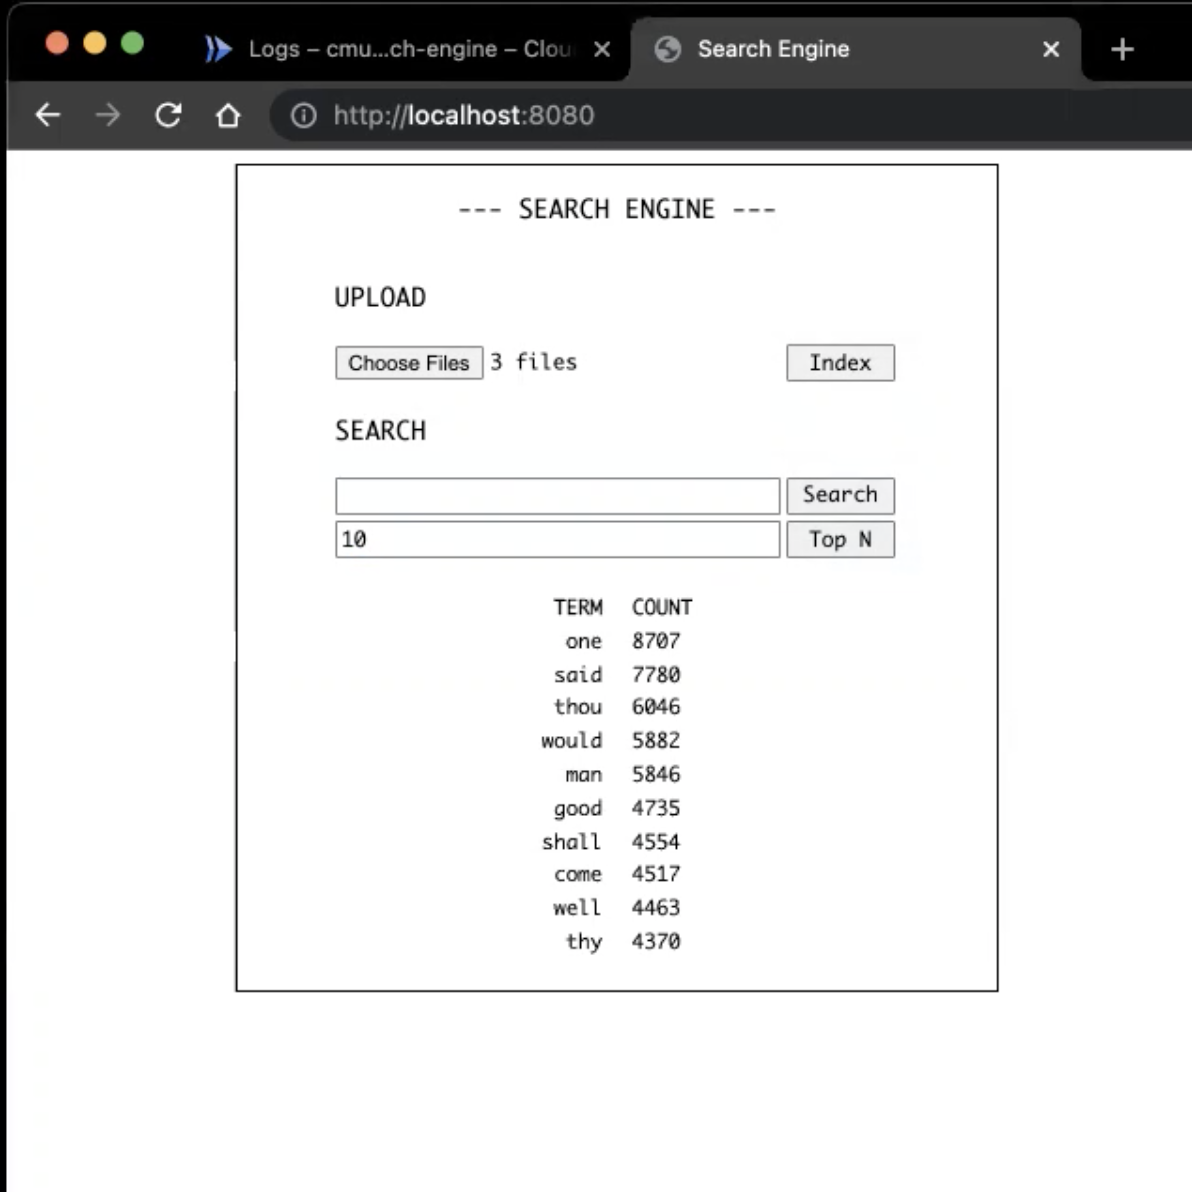 Logs – cmu...ch-engine – Clou
Search Engine
http://localhost:8080
--- SEARCH ENGINE ---
UPLOAD
Choose Files 3 files Index
SEARCH
Search
10 Top N
TERM COUNT
one 8707
said 7780
thou 6046
would 5882
man 5846
good 4735
shall 4554
come 4517
well 4463
thy 4370